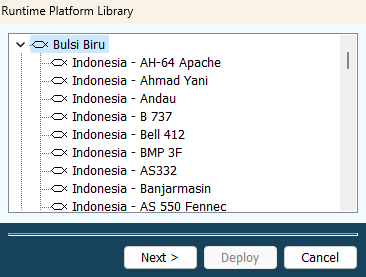 Runtime Platform Library
Bulsi Biru
Indonesia - AH-64 Apache
Indonesia - Ahmad Yani
Indonesia - Andau
Indonesia - B 737
Indonesia - Bell 412
Indonesia - BMP 3F
Indonesia - AS332
Indonesia - Banjarmasin
Indonesia - AS 550 Fennec
Next >
Deploy
Cancel